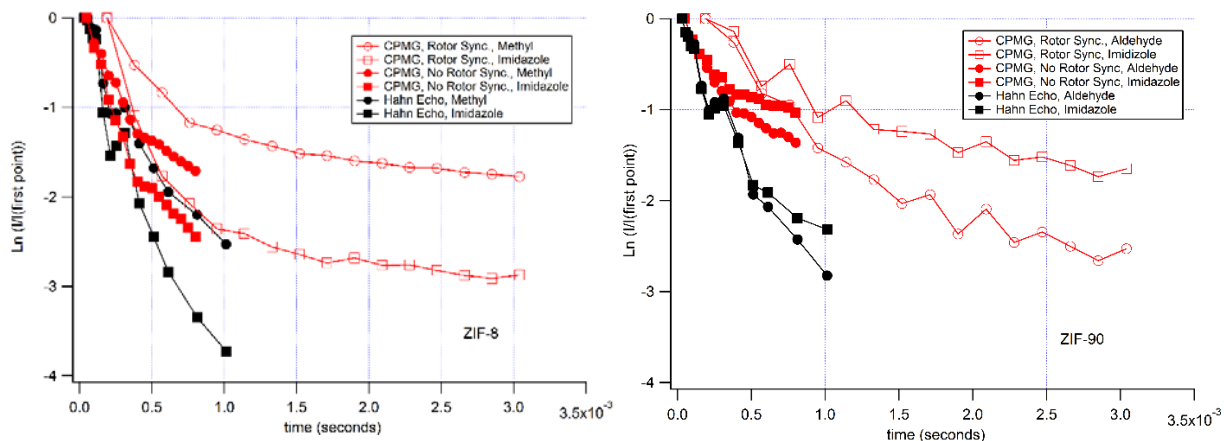 Ln (I/I(first point))
0
-1
-2
-3
-4
CPMG, Rotor Sync., Methyl
CPMG, Rotor Sync., Imidazole
CPMG, No Rotor Sync., Methyl
CPMG, No Rotor Sync., Imidazole
Hahn Echo, Methyl
Hahn Echo, Imidazole
ZIF-8
0.0 0.5 1.0 1.5 2.0 2.5 3.0 3.5x10⁻³
time (seconds)
Ln (I/I(first point))
0
-1
-2
-3
-4
CPMG, Rotor Sync., Aldehyde
CPMG, Rotor Sync., Imidazole
CPMG, No Rotor Sync, Aldehyde
CPMG, No Rotor Sync, Imidazole
Hahn Echo, Aldehyde
Hahn Echo, Imidazole
ZIF-90
0.0 0.5 1.0 1.5 2.0 2.5 3.0 3.5x10⁻³
time (seconds)